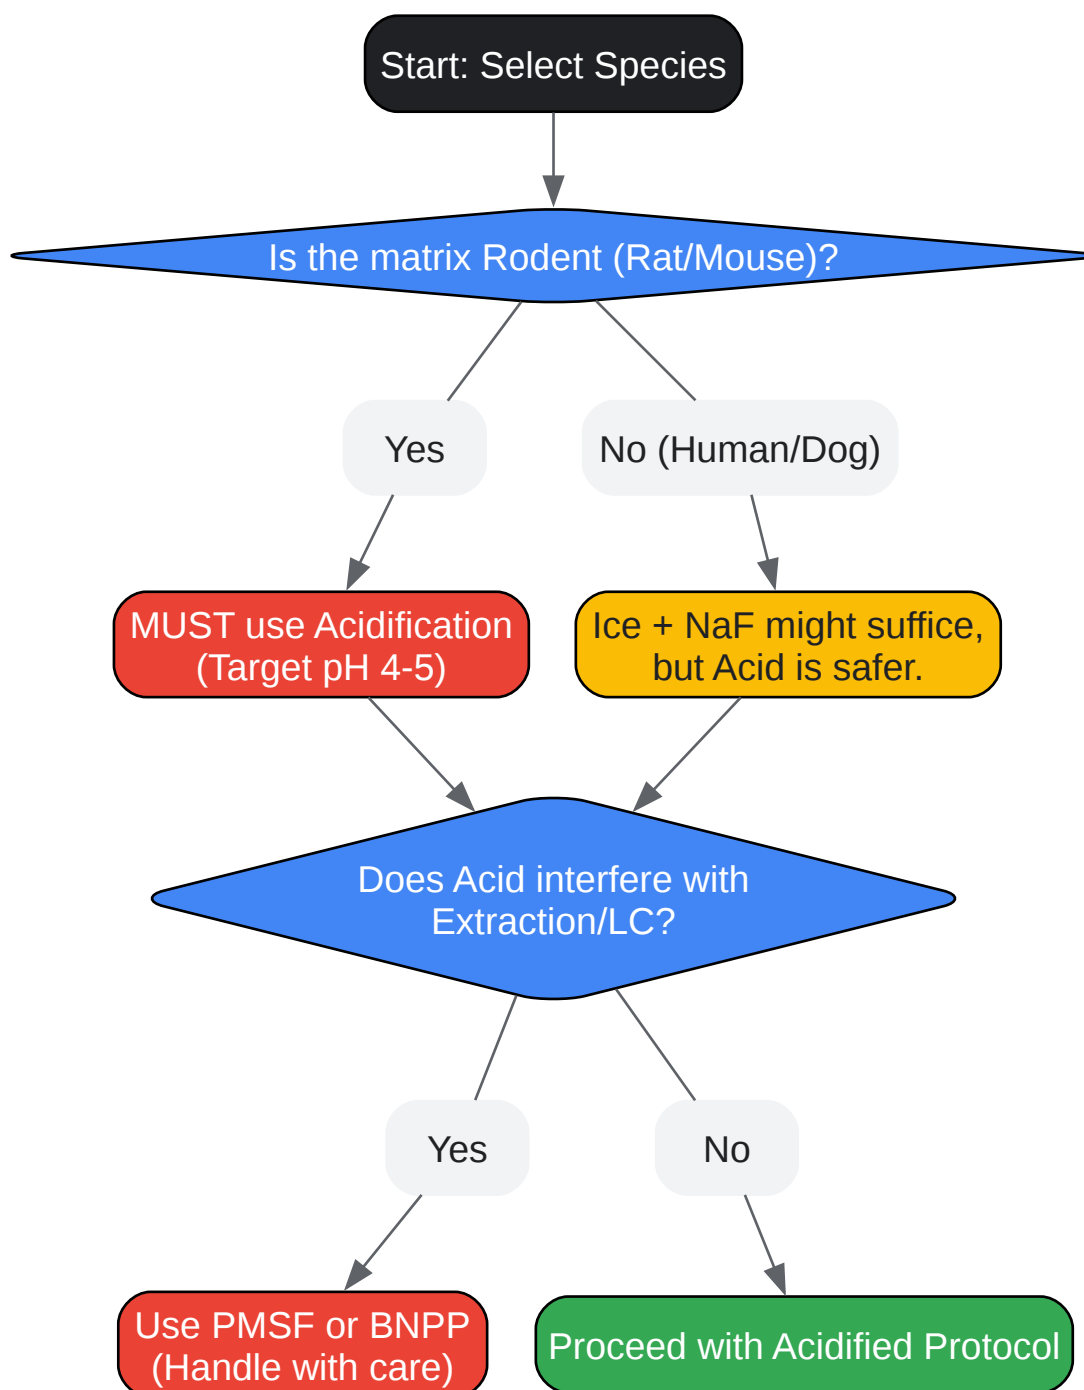 Start: Select Species
Is the matrix Rodent (Rat/Mouse)?
Yes
No (Human/Dog)
MUST use Acidification
(Target pH 4-5)
Ice + NaF might suffice,
but Acid is safer.
Does Acid interfere with
Extraction/LC?
Yes
No
Use PMSF or BNPP
(Handle with care)
Proceed with Acidified Protocol